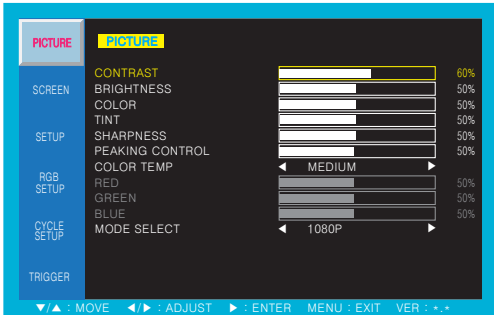 PICTURE
SCREEN
SETUP
RGB
SETUP
CYCLE
SETUP
TRIGGER
PICTURE
CONTRAST 60%
BRIGHTNESS 50%
COLOR 50%
TINT 50%
SHARPNESS 50%
PEAKING CONTROL 50%
COLOR TEMP ◀ MEDIUM ▶
RED 50%
GREEN 50%
BLUE 50%
MODE SELECT ◀ 1080P ▶
▼/▲ : MOVE ◀/▶ : ADJUST ▶ : ENTER MENU : EXIT VER : *.*